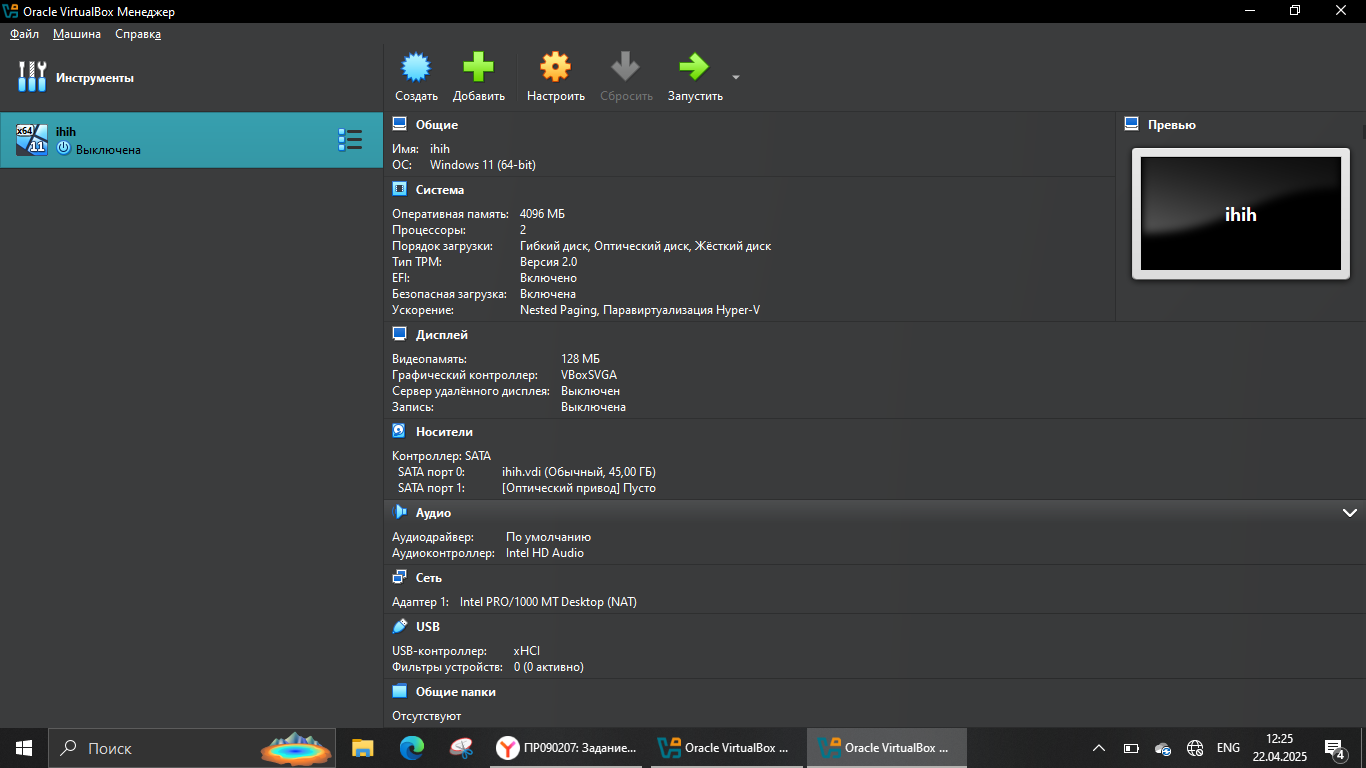 Oracle VirtualBox Менеджер
Файл Машина Справка
Инструменты
Создать Добавить Настроить Сбросить Запустить
x64
11
ihih
Выключена
Общие
Имя: ihih
ОС: Windows 11 (64-bit)
Превью
ihih
Система
Оперативная память: 4096 МБ
Процессоры: 2
Порядок загрузки: Гибкий диск, Оптический диск, Жёсткий диск
Тип TPM: Версия 2.0
EFI: Включено
Безопасная загрузка: Включена
Ускорение: Nested Paging, Паравиртуализация Hyper-V
Дисплей
Видеопамять: 128 МБ
Графический контроллер: VBoxSVGA
Сервер удалённого дисплея: Выключен
Запись: Выключена
Носители
Контроллер: SATA
SATA порт 0: ihih.vdi (Обычный, 45,00 ГБ)
SATA порт 1: [Оптический привод] Пусто
Аудио
Аудиодрайвер: По умолчанию
Аудиоконтроллер: Intel HD Audio
Сеть
Адаптер 1: Intel PRO/1000 MT Desktop (NAT)
USB
USB-контроллер: xHCI
Фильтры устройств: 0 (0 активно)
Общие папки
Отсутствуют
Поиск
ПР090207: Задание...
Oracle VirtualBox ...
Oracle VirtualBox ...
ENG
12:25
22.04.2025
4